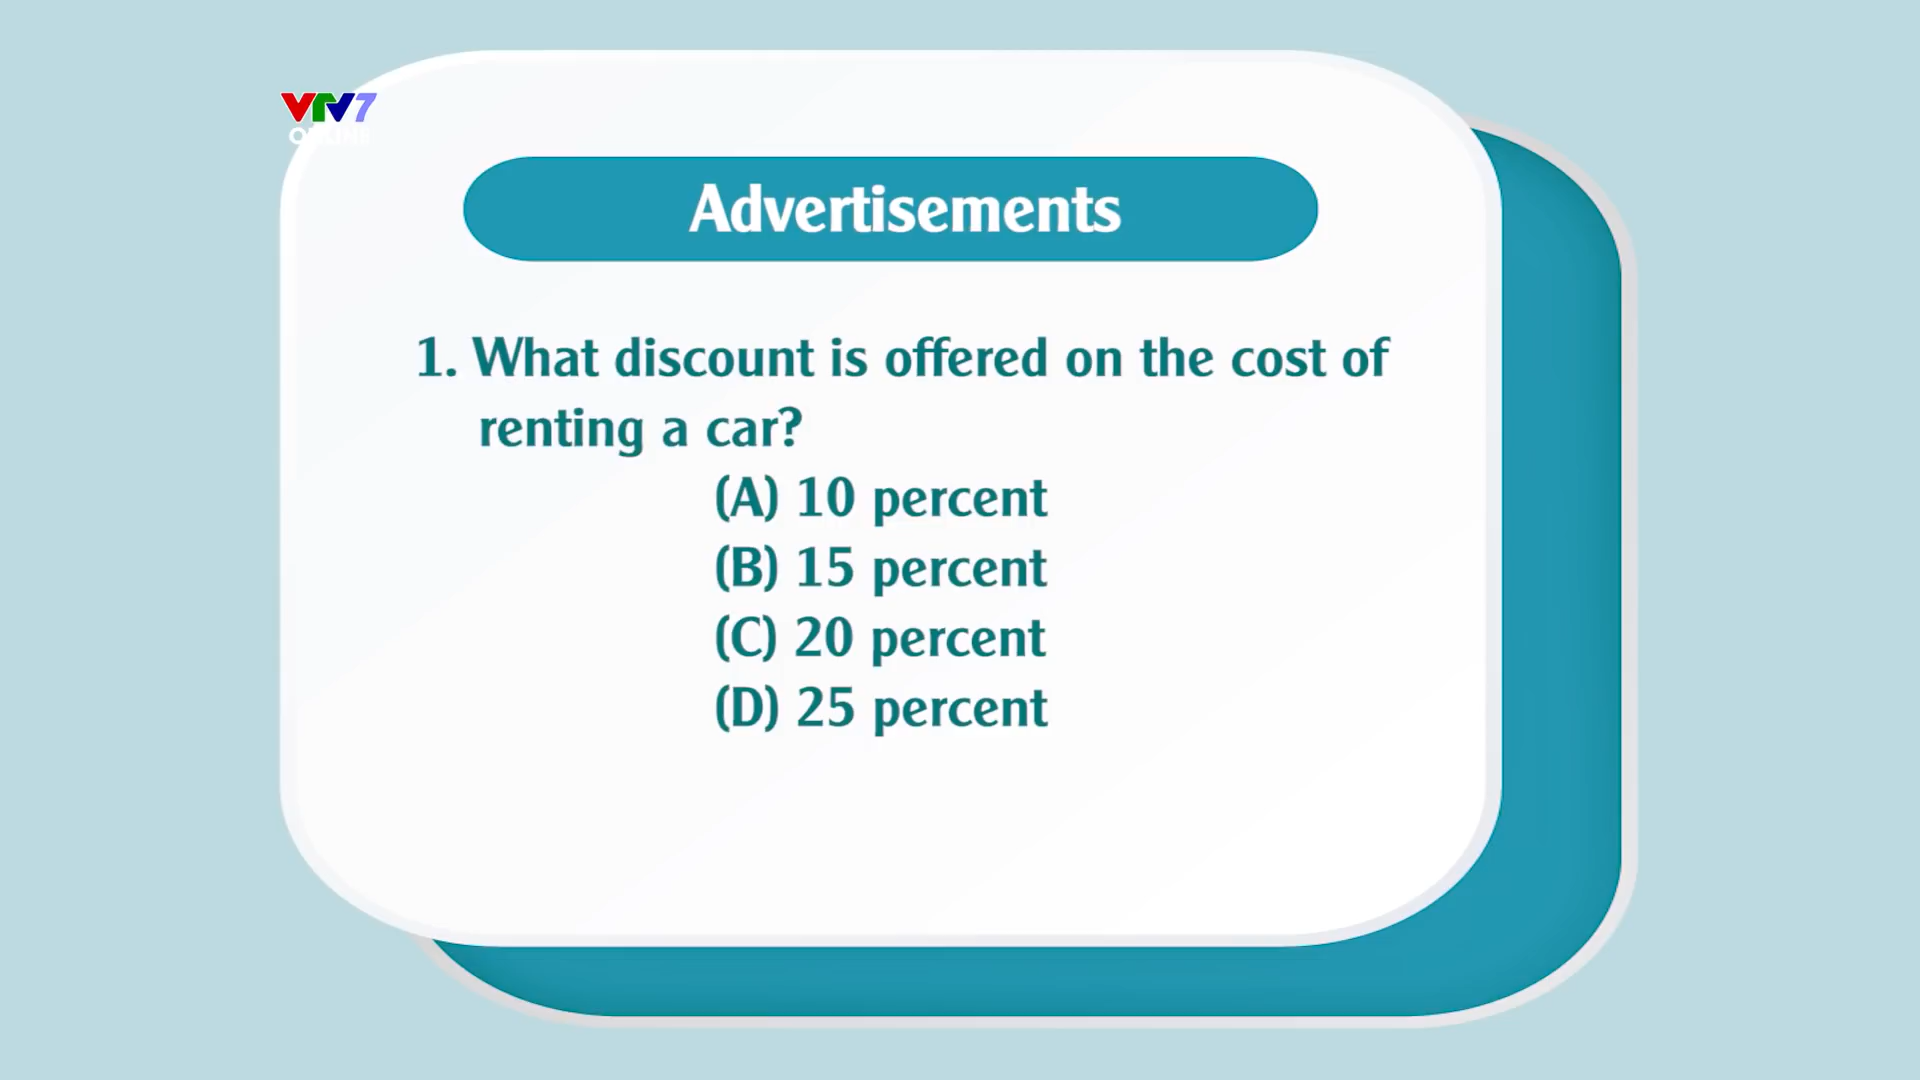 VTV7
ONLINE
Advertisements
1. What discount is offered on the cost of
renting a car?
(A) 10 percent
(B) 15 percent
(C) 20 percent
(D) 25 percent